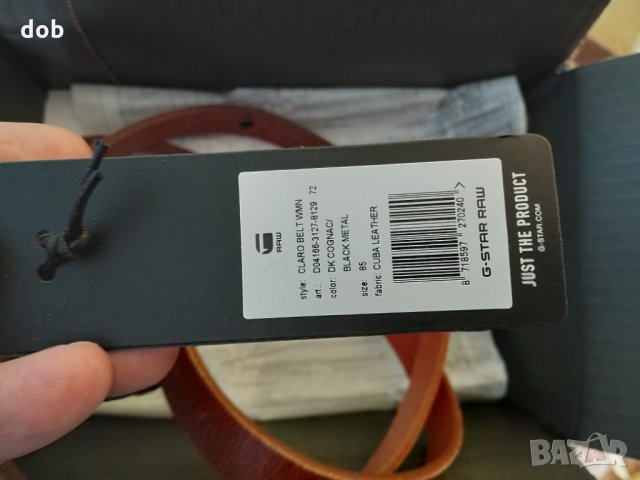 dob
RAW
style: CLARO BELT WMN
art.: D04166-3127-8129 72
color: DK COGNAC/
BLACK METAL
size: 85
fabric: CUBA LEATHER
8 718597 270240 >
G-STAR RAW
JUST THE PRODUCT
G-STAR.COM
BAZAR